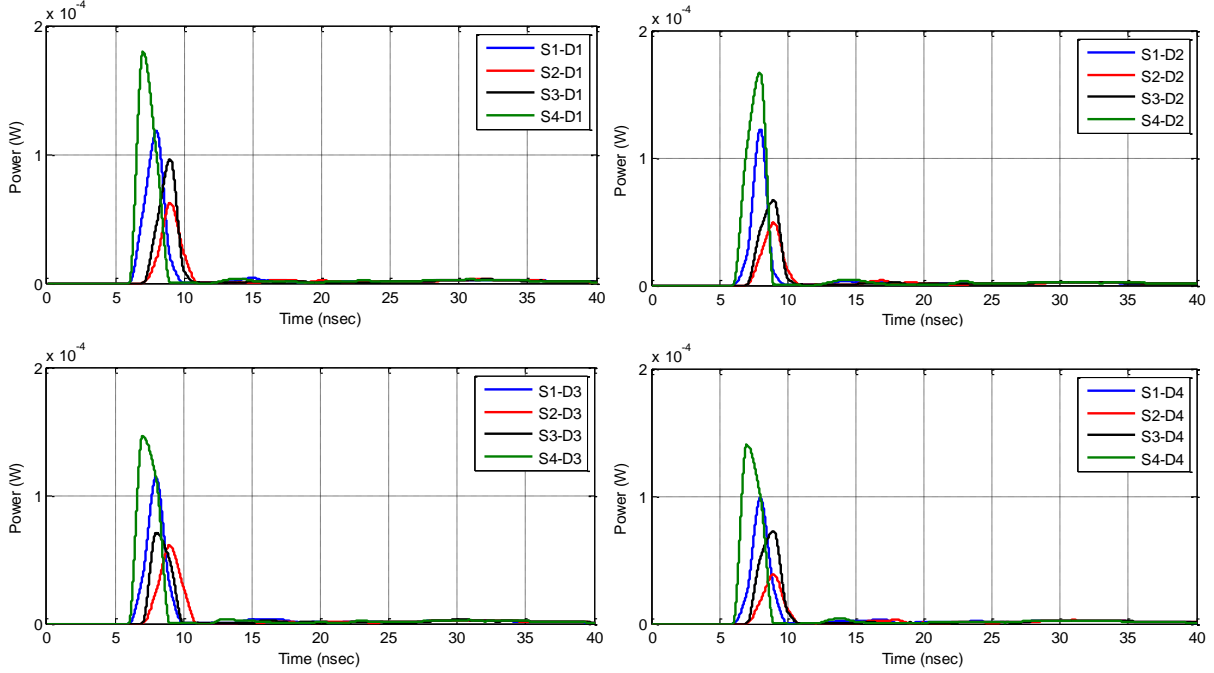 x 10-4
2
1
0
Power (W)
0 5 10 15 20 25 30 35 40
Time (nsec)
S1-D1
S2-D1
S3-D1
S4-D1
x 10-4
2
1
0
Power (W)
0 5 10 15 20 25 30 35 40
Time (nsec)
S1-D2
S2-D2
S3-D2
S4-D2
x 10-4
2
1
0
Power (W)
0 5 10 15 20 25 30 35 40
Time (nsec)
S1-D3
S2-D3
S3-D3
S4-D3
x 10-4
2
1
0
Power (W)
0 5 10 15 20 25 30 35 40
Time (nsec)
S1-D4
S2-D4
S3-D4
S4-D4